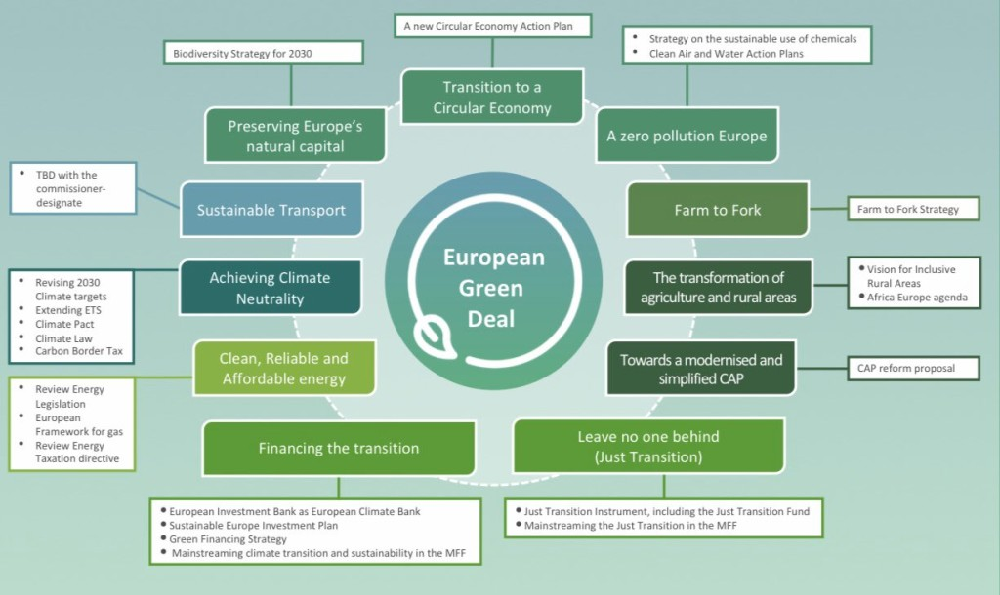 A new Circular Economy Action Plan
Biodiversity Strategy for 2030
• Strategy on the sustainable use of chemicals
• Clean Air and Water Action Plans
Transition to a
Circular Economy
Preserving Europe's
natural capital
A zero pollution Europe
• TBD with the
commissioner-
designate
Sustainable Transport
Farm to Fork
Farm to Fork Strategy
European
Green
Deal
• Revising 2030
Climate targets
• Extending ETS
• Climate Pact
• Climate Law
• Carbon Border Tax
Achieving Climate
Neutrality
The transformation of
agriculture and rural areas
• Vision for Inclusive
Rural Areas
• Africa Europe agenda
Clean, Reliable and
Affordable energy
Towards a modernised and
simplified CAP
CAP reform proposal
• Review Energy
Legislation
• European
Framework for gas
• Review Energy
Taxation directive
Financing the transition
Leave no one behind
(Just Transition)
• European Investment Bank as European Climate Bank
• Sustainable Europe Investment Plan
• Green Financing Strategy
• Mainstreaming climate transition and sustainability in the MFF
• Just Transition Instrument, including the Just Transition Fund
• Mainstreaming the Just Transition in the MFF